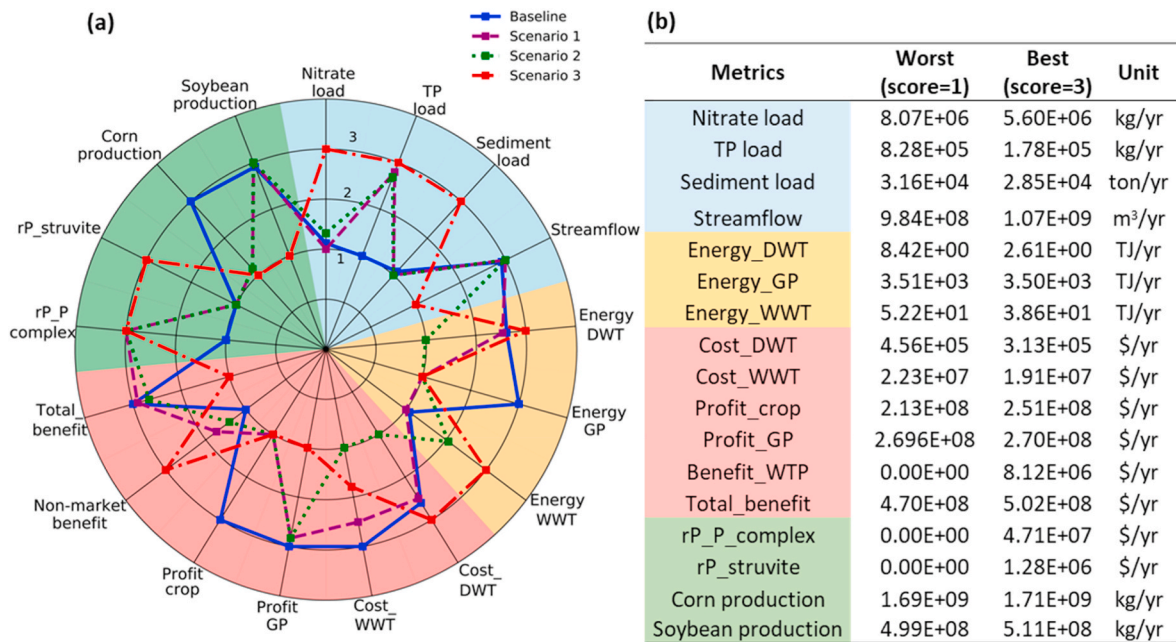 (a)
Baseline
Scenario 1
Scenario 2
Scenario 3
Nitrate
load
TP
load
Sediment
load
Streamflow
Energy
DWT
Energy
GP
Energy
WWT
Cost_
DWT
Cost_
WWT
Profit
GP
Profit
crop
Non-market
benefit
Total_
benefit
rP_P
complex
rP_struvite
Corn
production
Soybean
production
3
2
1
(b)
Metrics Worst (score=1) Best (score=3) Unit
Nitrate load 8.07E+06 5.60E+06 kg/yr
TP load 8.28E+05 1.78E+05 kg/yr
Sediment load 3.16E+04 2.85E+04 ton/yr
Streamflow 9.84E+08 1.07E+09 m³/yr
Energy_DWT 8.42E+00 2.61E+00 TJ/yr
Energy_GP 3.51E+03 3.50E+03 TJ/yr
Energy_WWT 5.22E+01 3.86E+01 TJ/yr
Cost_DWT 4.56E+05 3.13E+05 $/yr
Cost_WWT 2.23E+07 1.91E+07 $/yr
Profit_crop 2.13E+08 2.51E+08 $/yr
Profit_GP 2.696E+08 2.70E+08 $/yr
Benefit_WTP 0.00E+00 8.12E+06 $/yr
Total_benefit 4.70E+08 5.02E+08 $/yr
rP_P_complex 0.00E+00 4.71E+07 $/yr
rP_struvite 0.00E+00 1.28E+06 $/yr
Corn production 1.69E+09 1.71E+09 kg/yr
Soybean production 4.99E+08 5.11E+08 kg/yr